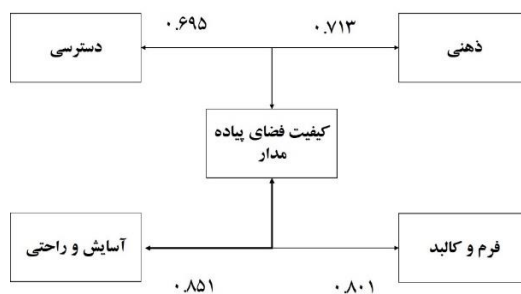 ۰.۷۱۳
۰.۶۹۵
ذهنی
دسترسی
کیفیت فضای پیاده
مدار
فرم و کالبد
آسایش و راحتی
۰.۸۰۱
۰.۸۵۱